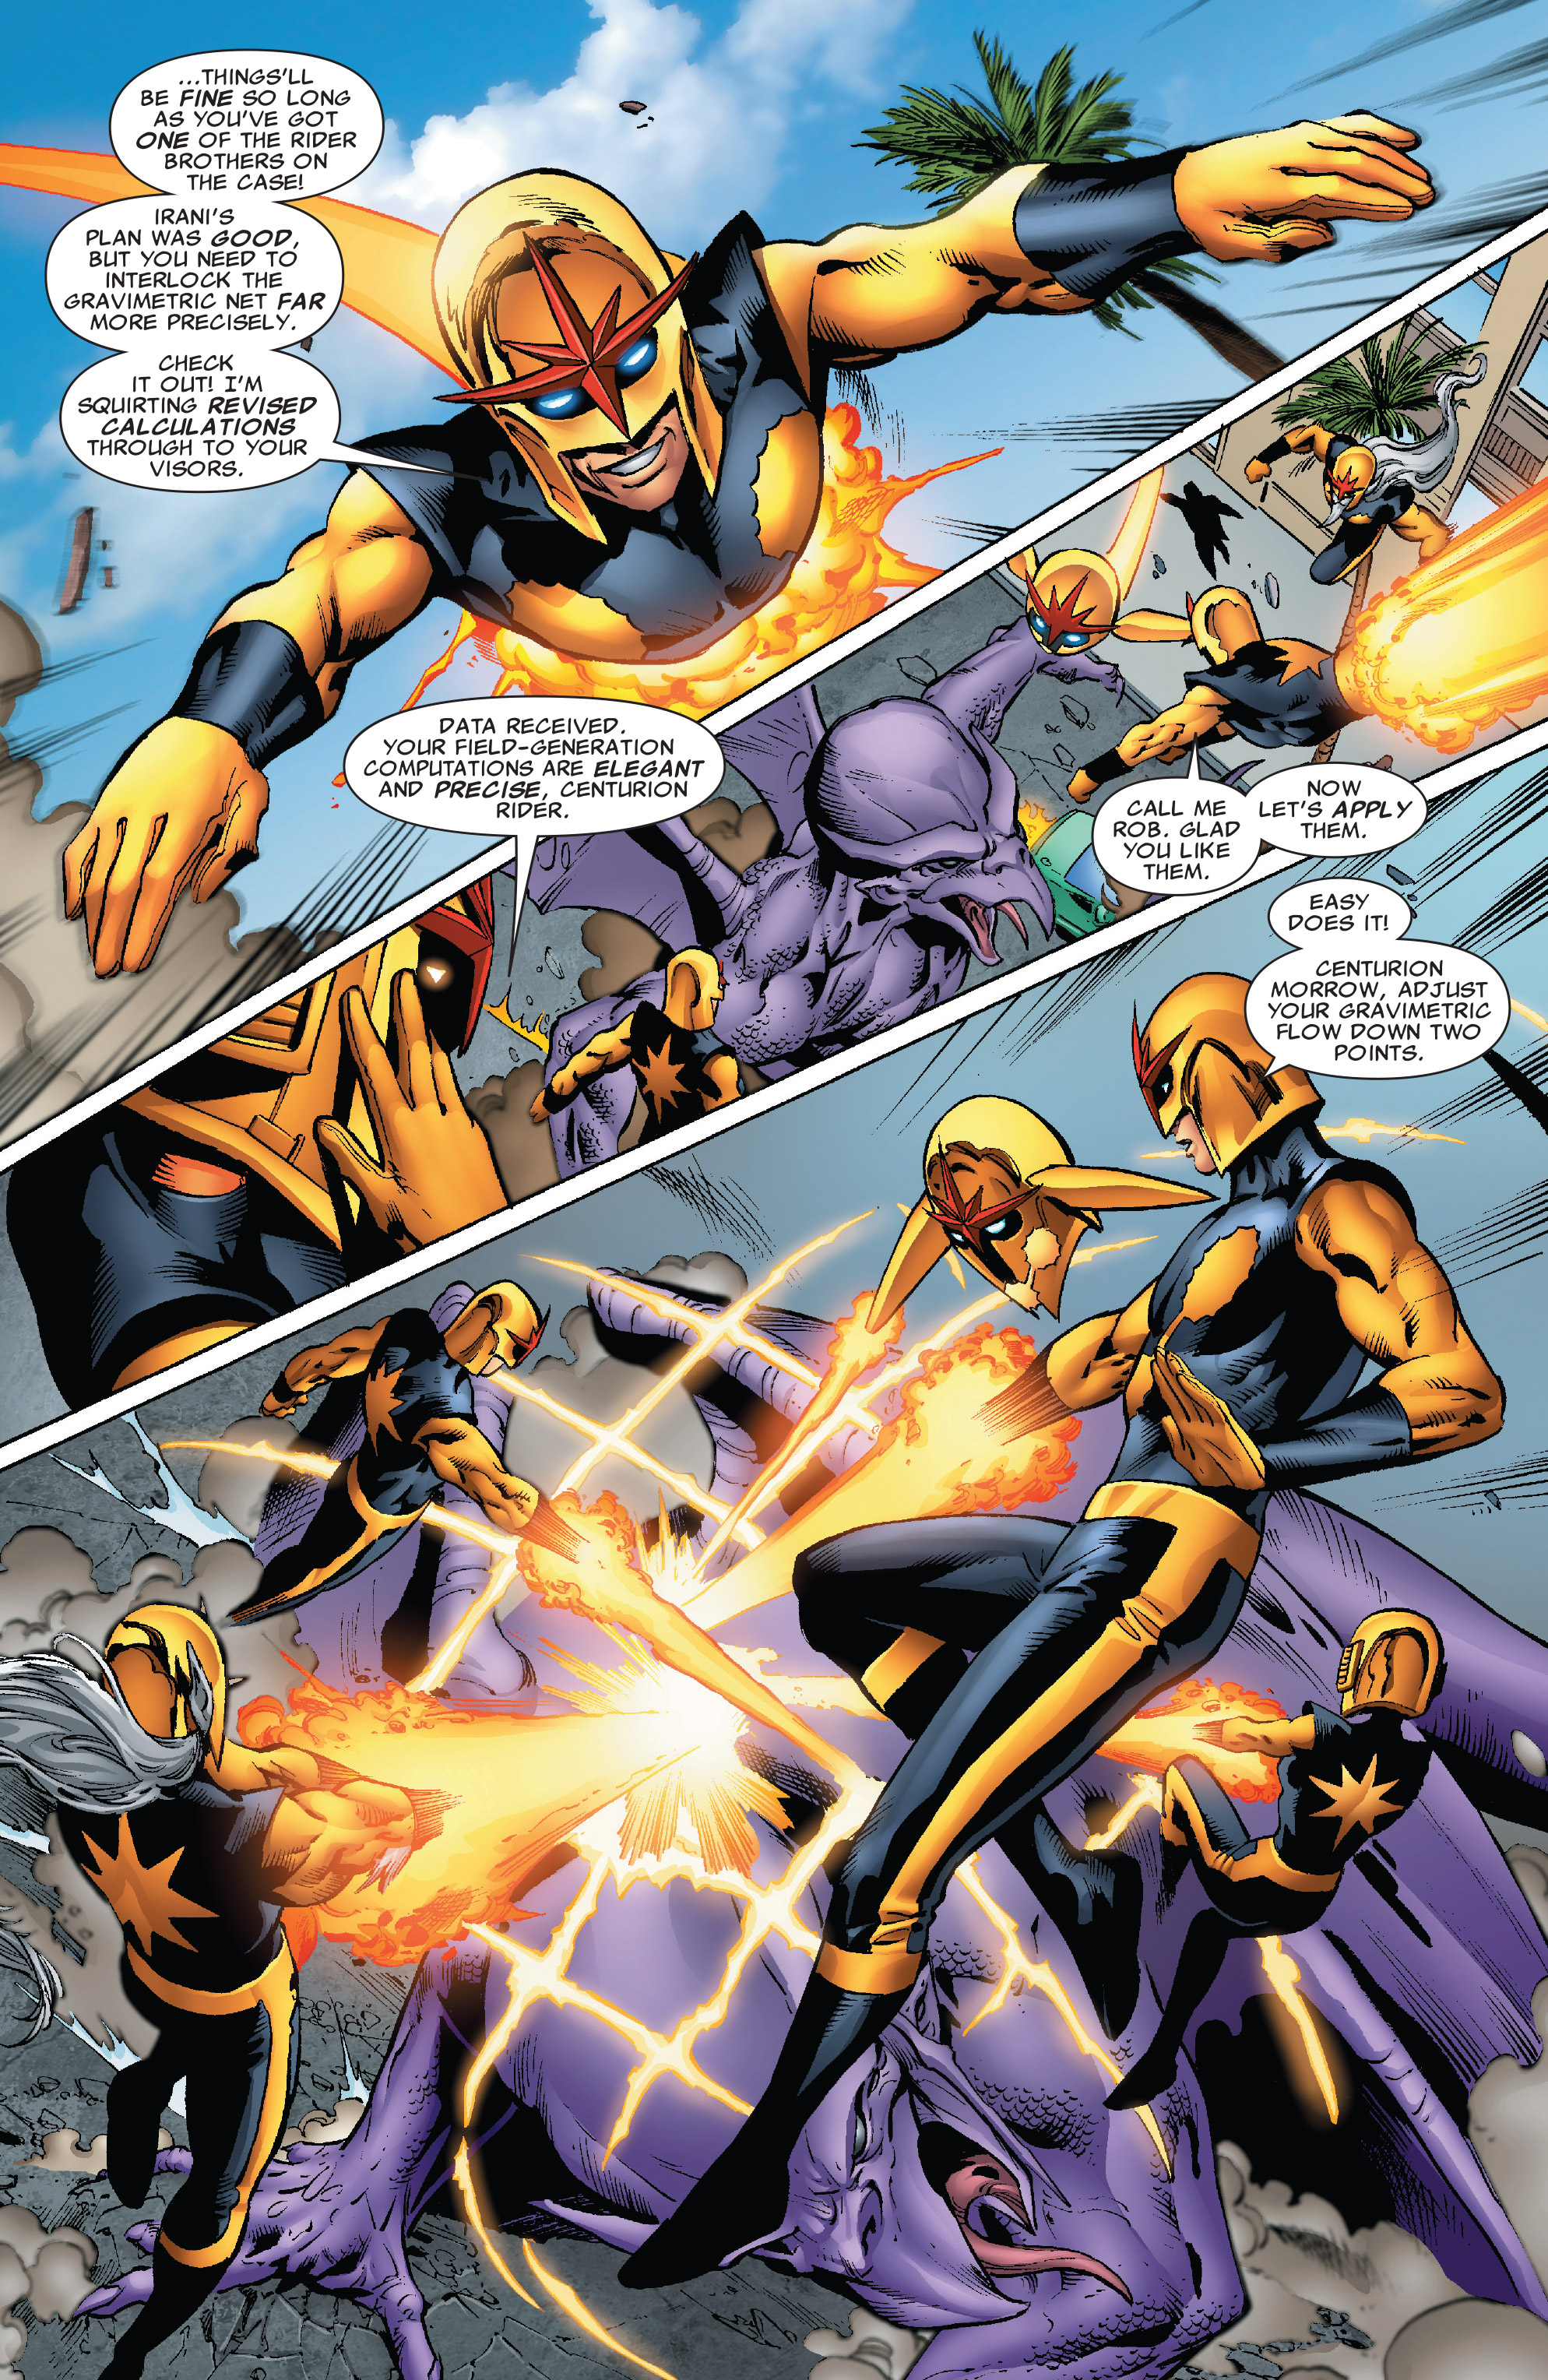 ...THINGS'LL
BE FINE SO LONG
AS YOU'VE GOT
ONE OF THE RIDER
BROTHERS ON
THE CASE!
IRANI'S
PLAN WAS GOOD,
BUT YOU NEED TO
INTERLOCK THE
GRAVIMETRIC NET FAR
MORE PRECISELY.
CHECK
IT OUT! I'M
SQUIRTING REVISED
CALCULATIONS
THROUGH TO YOUR
VISORS.
DATA RECEIVED.
YOUR FIELD-GENERATION
COMPUTATIONS ARE ELEGANT
AND PRECISE, CENTURION
RIDER.
CALL ME
ROB. GLAD
YOU LIKE
THEM.
NOW
LET'S APPLY
THEM.
EASY
DOES IT!
CENTURION
MORROW, ADJUST
YOUR GRAVIMETRIC
FLOW DOWN TWO
POINTS.